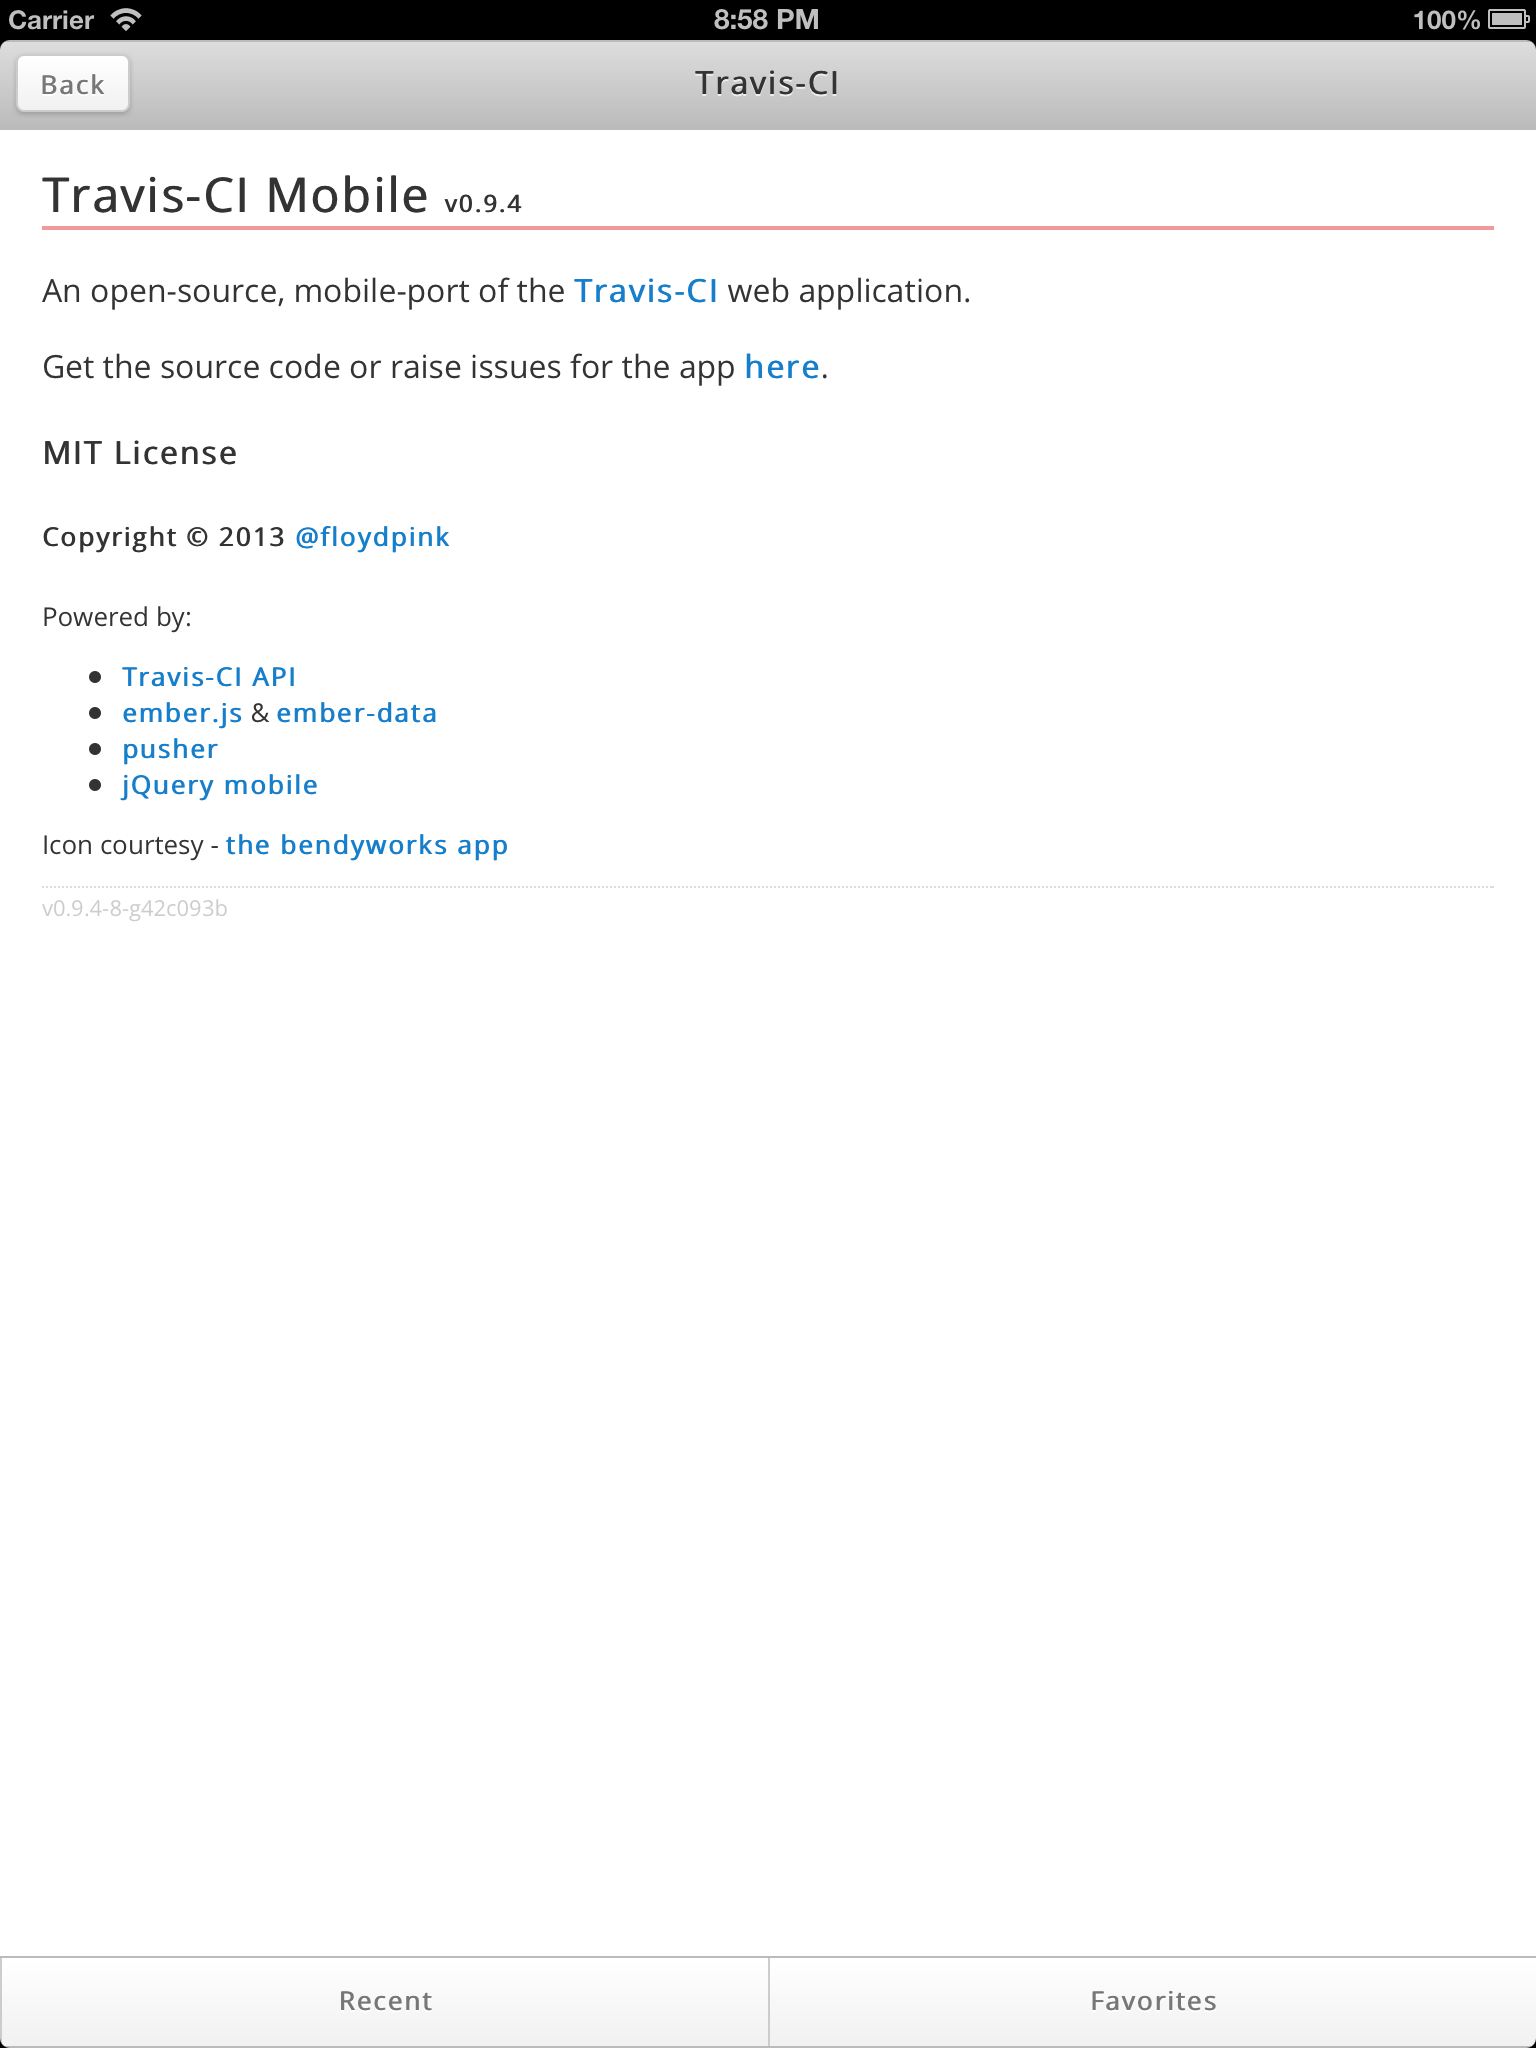 Carrier 8:58 PM 100%
Back Travis-CI
Travis-CI Mobile v0.9.4
An open-source, mobile-port of the Travis-CI web application.
Get the source code or raise issues for the app here.
MIT License
Copyright © 2013 @floydpink
Powered by:
Travis-CI API
ember.js & ember-data
pusher
jQuery mobile
Icon courtesy - the bendyworks app
v0.9.4-8-g42c093b
Recent Favorites